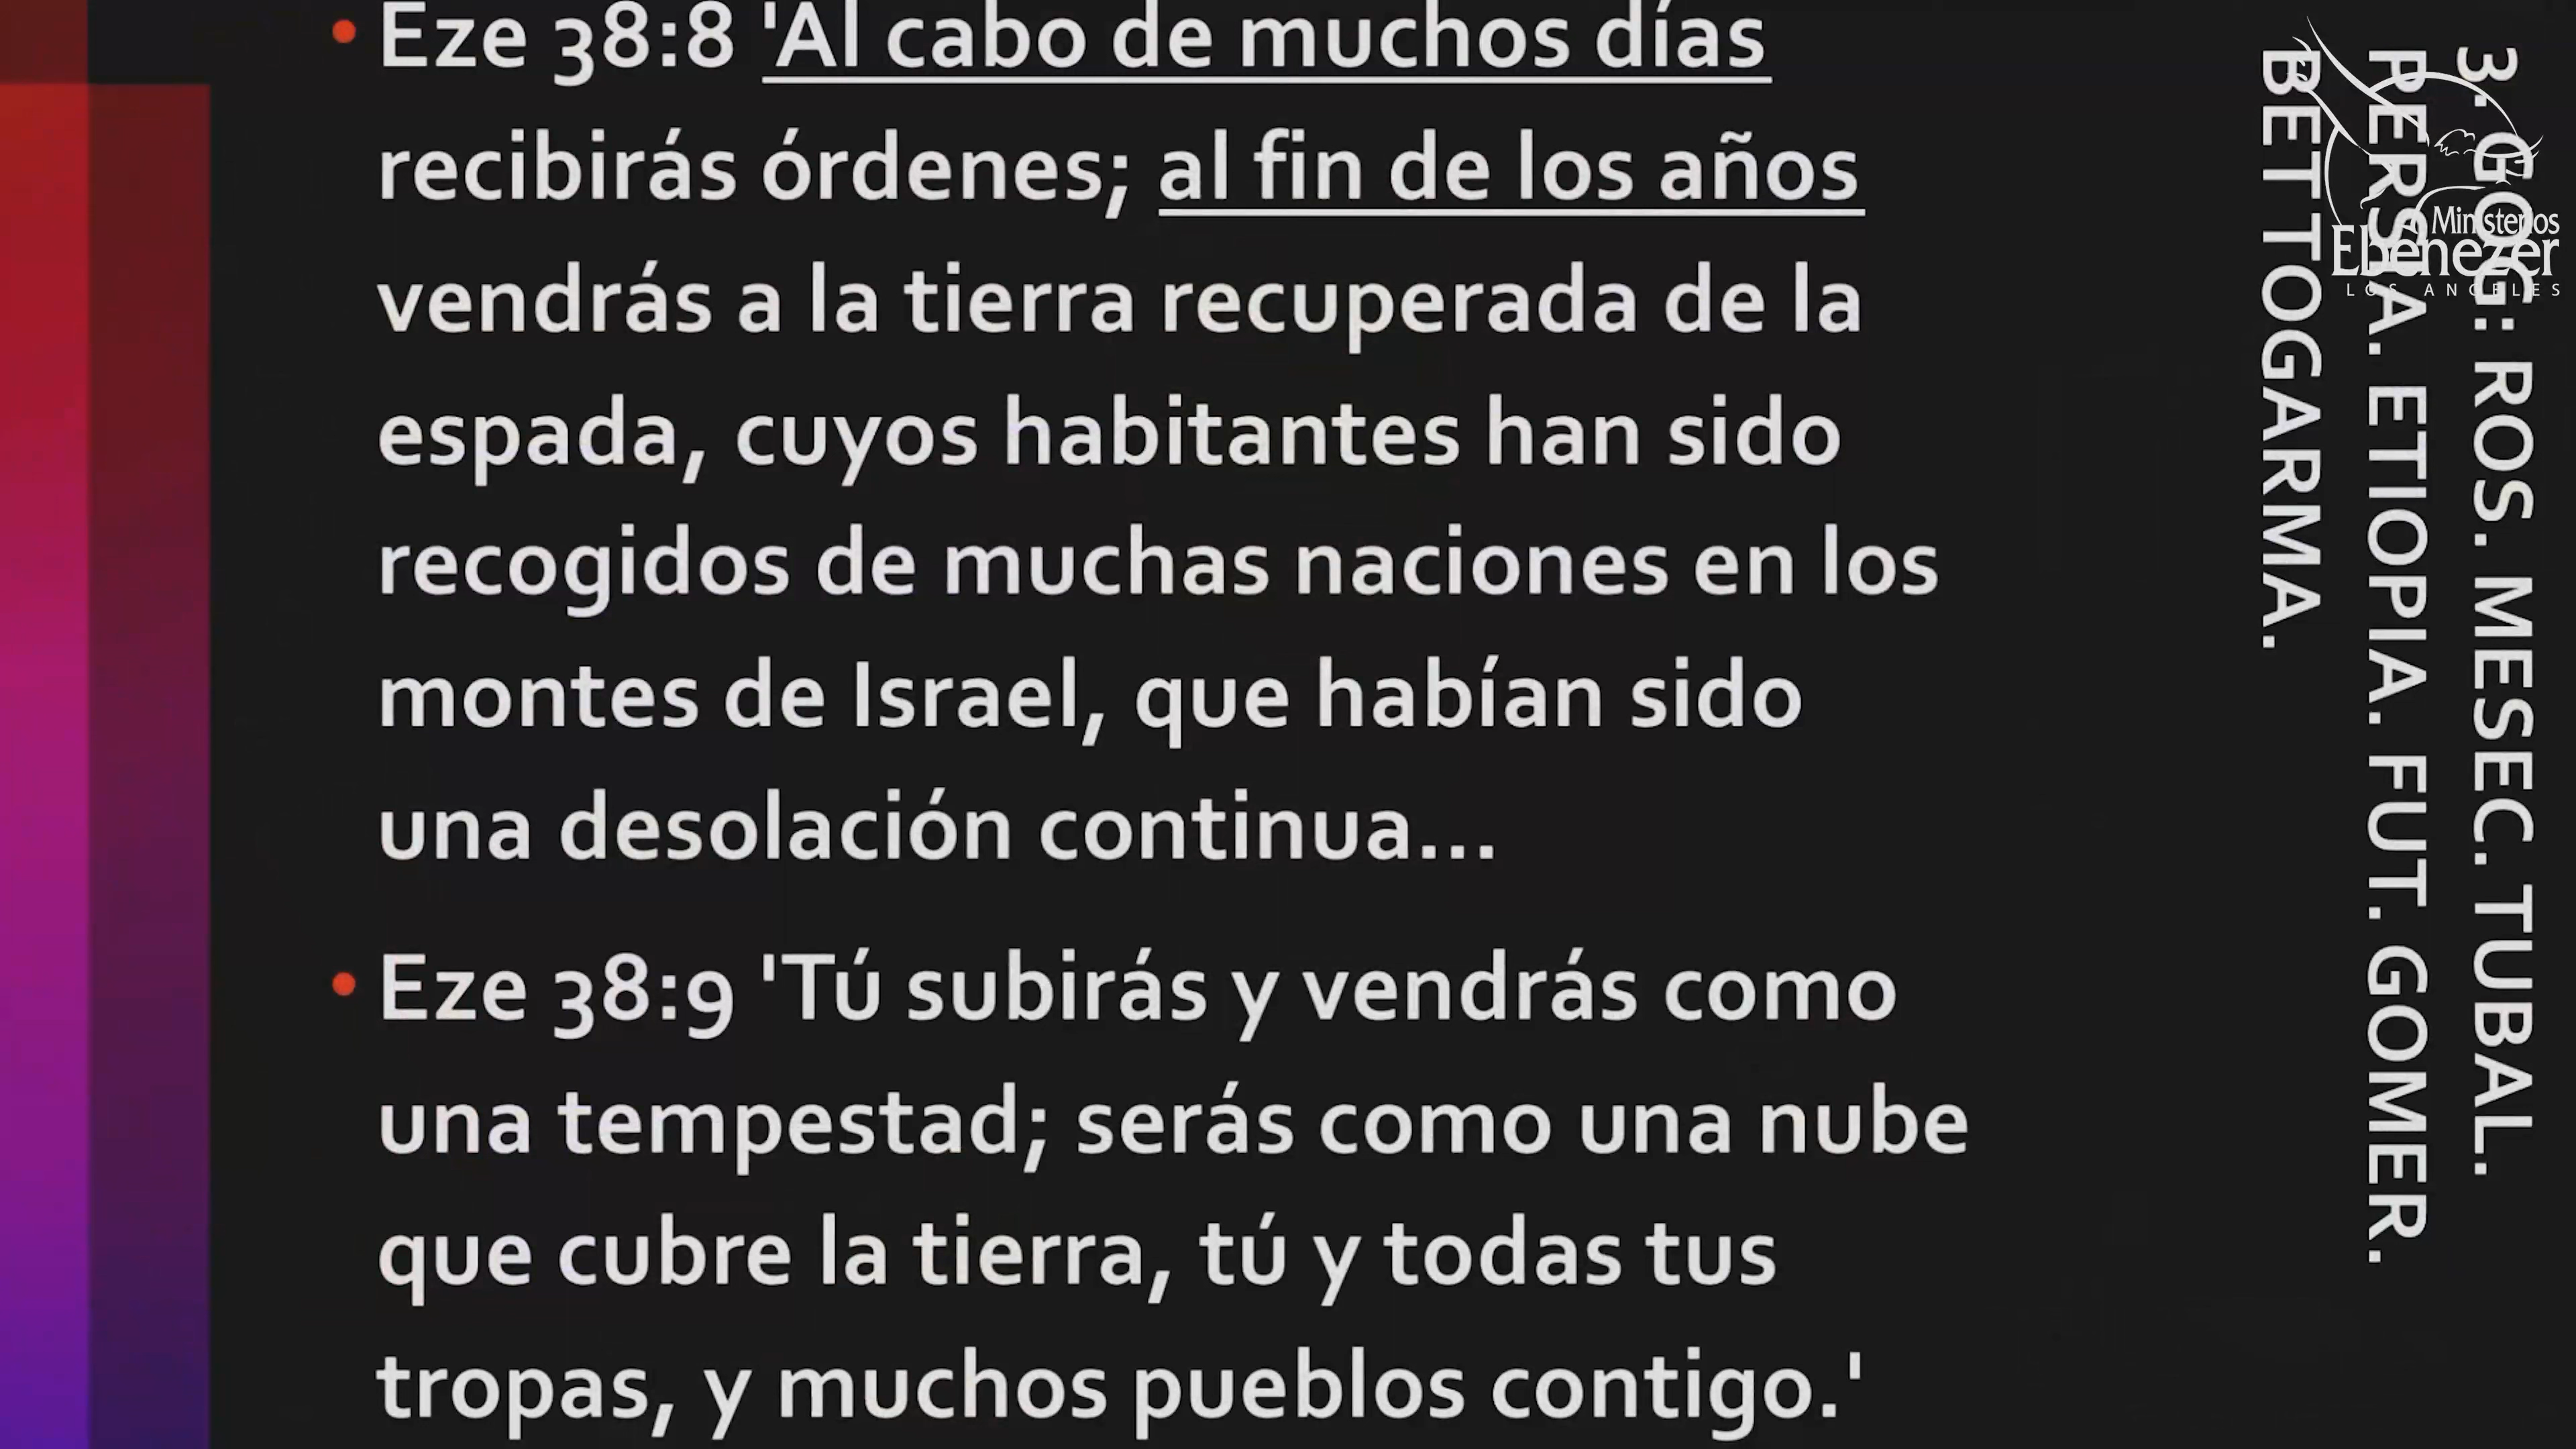 Eze 38:8 'Al cabo de muchos días
recibirás órdenes; al fin de los años
vendrás a la tierra recuperada de la
espada, cuyos habitantes han sido
recogidos de muchas naciones en los
montes de Israel, que habían sido
una desolación continua...
Eze 38:9 'Tú subirás y vendrás como
una tempestad; serás como una nube
que cubre la tierra, tú y todas tus
tropas, y muchos pueblos contigo.'
3. GOG: ROS. MESEC. TUBAL.
PERSIA. ETIOPIA. FUT. GOMER.
BET TOGARMA.
Ministerios
Ebenezer
LOS ANGELES